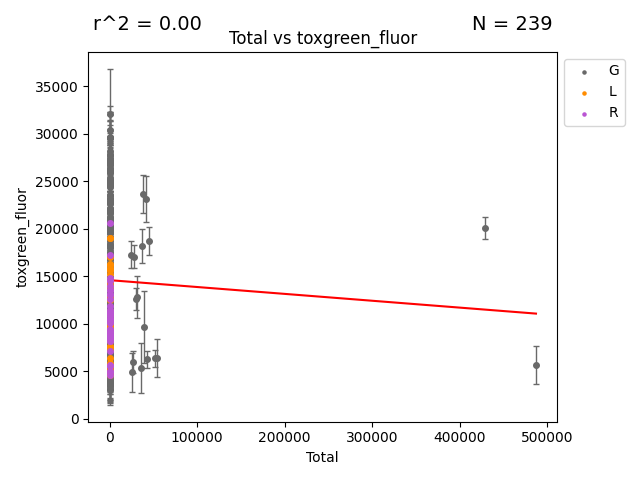 r^2 = 0.00
N = 239
Total vs toxgreen_fluor
G
L
R
35000
30000
25000
20000
15000
10000
5000
0
toxgreen_fluor
0
100000
200000
300000
400000
500000
Total